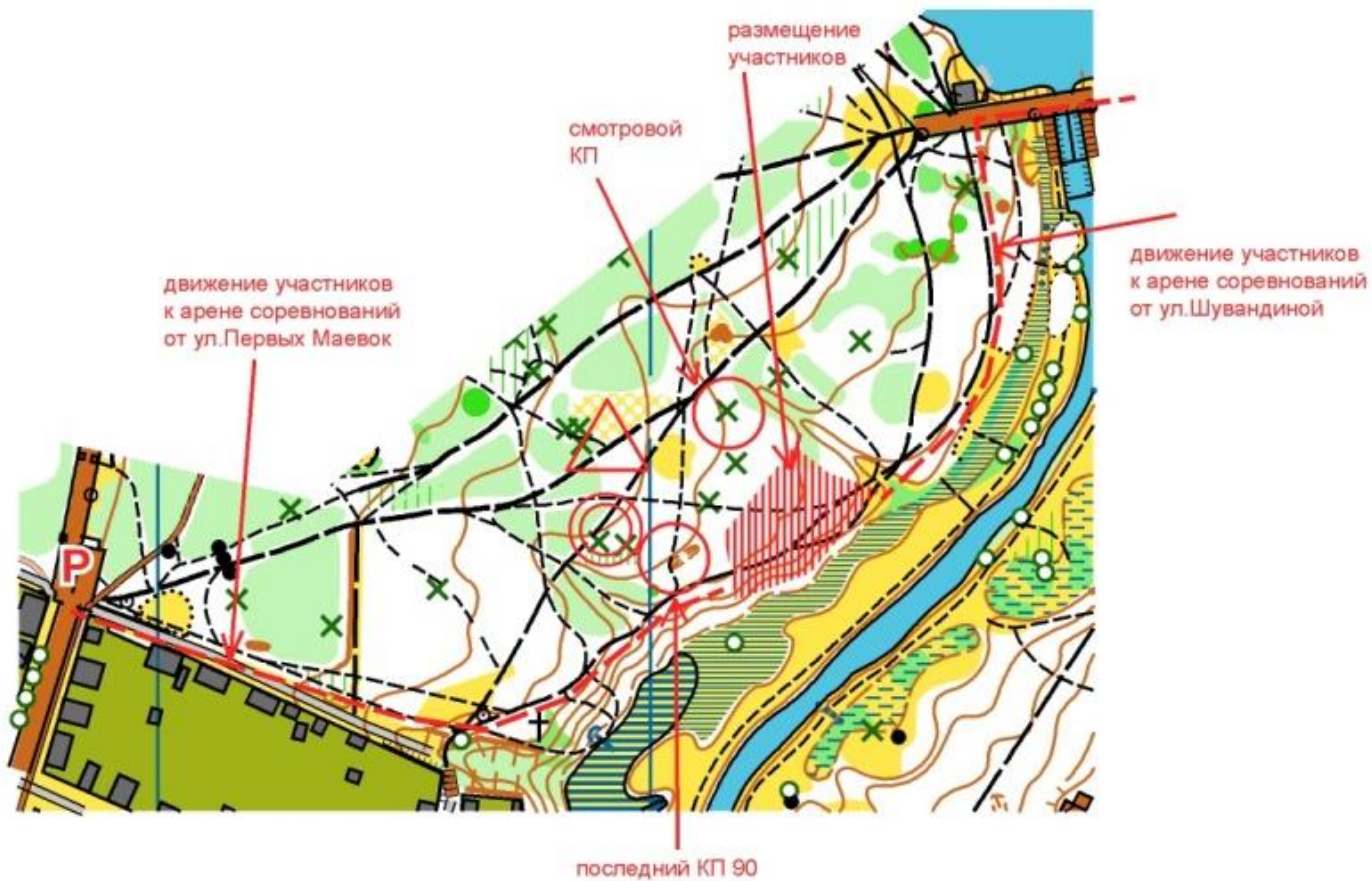 размещение
участников
смотровой
КП
движение участников
к арене соревнований
от ул.Шувандиной
движение участников
к арене соревнований
от ул.Первых Маевок
P
последний КП 90